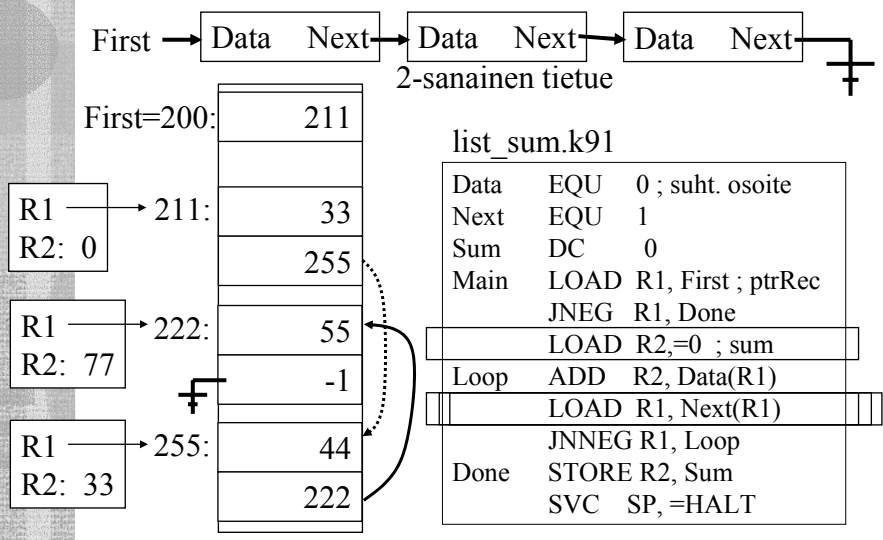 First Data Next Data Next Data Next
2-sanainen tietue
First=200: 211
R1 211: 33
R2: 0
255
R1 222: 55
R2: 77
-1
R1 255: 44
R2: 33
222
list_sum.k91
Data EQU 0 ; suht. osoite
Next EQU 1
Sum DC 0
Main LOAD R1, First ; ptrRec
JNEG R1, Done
LOAD R2,=0 ; sum
Loop ADD R2, Data(R1)
LOAD R1, Next(R1)
JNNEG R1, Loop
Done STORE R2, Sum
SVC SP, =HALT